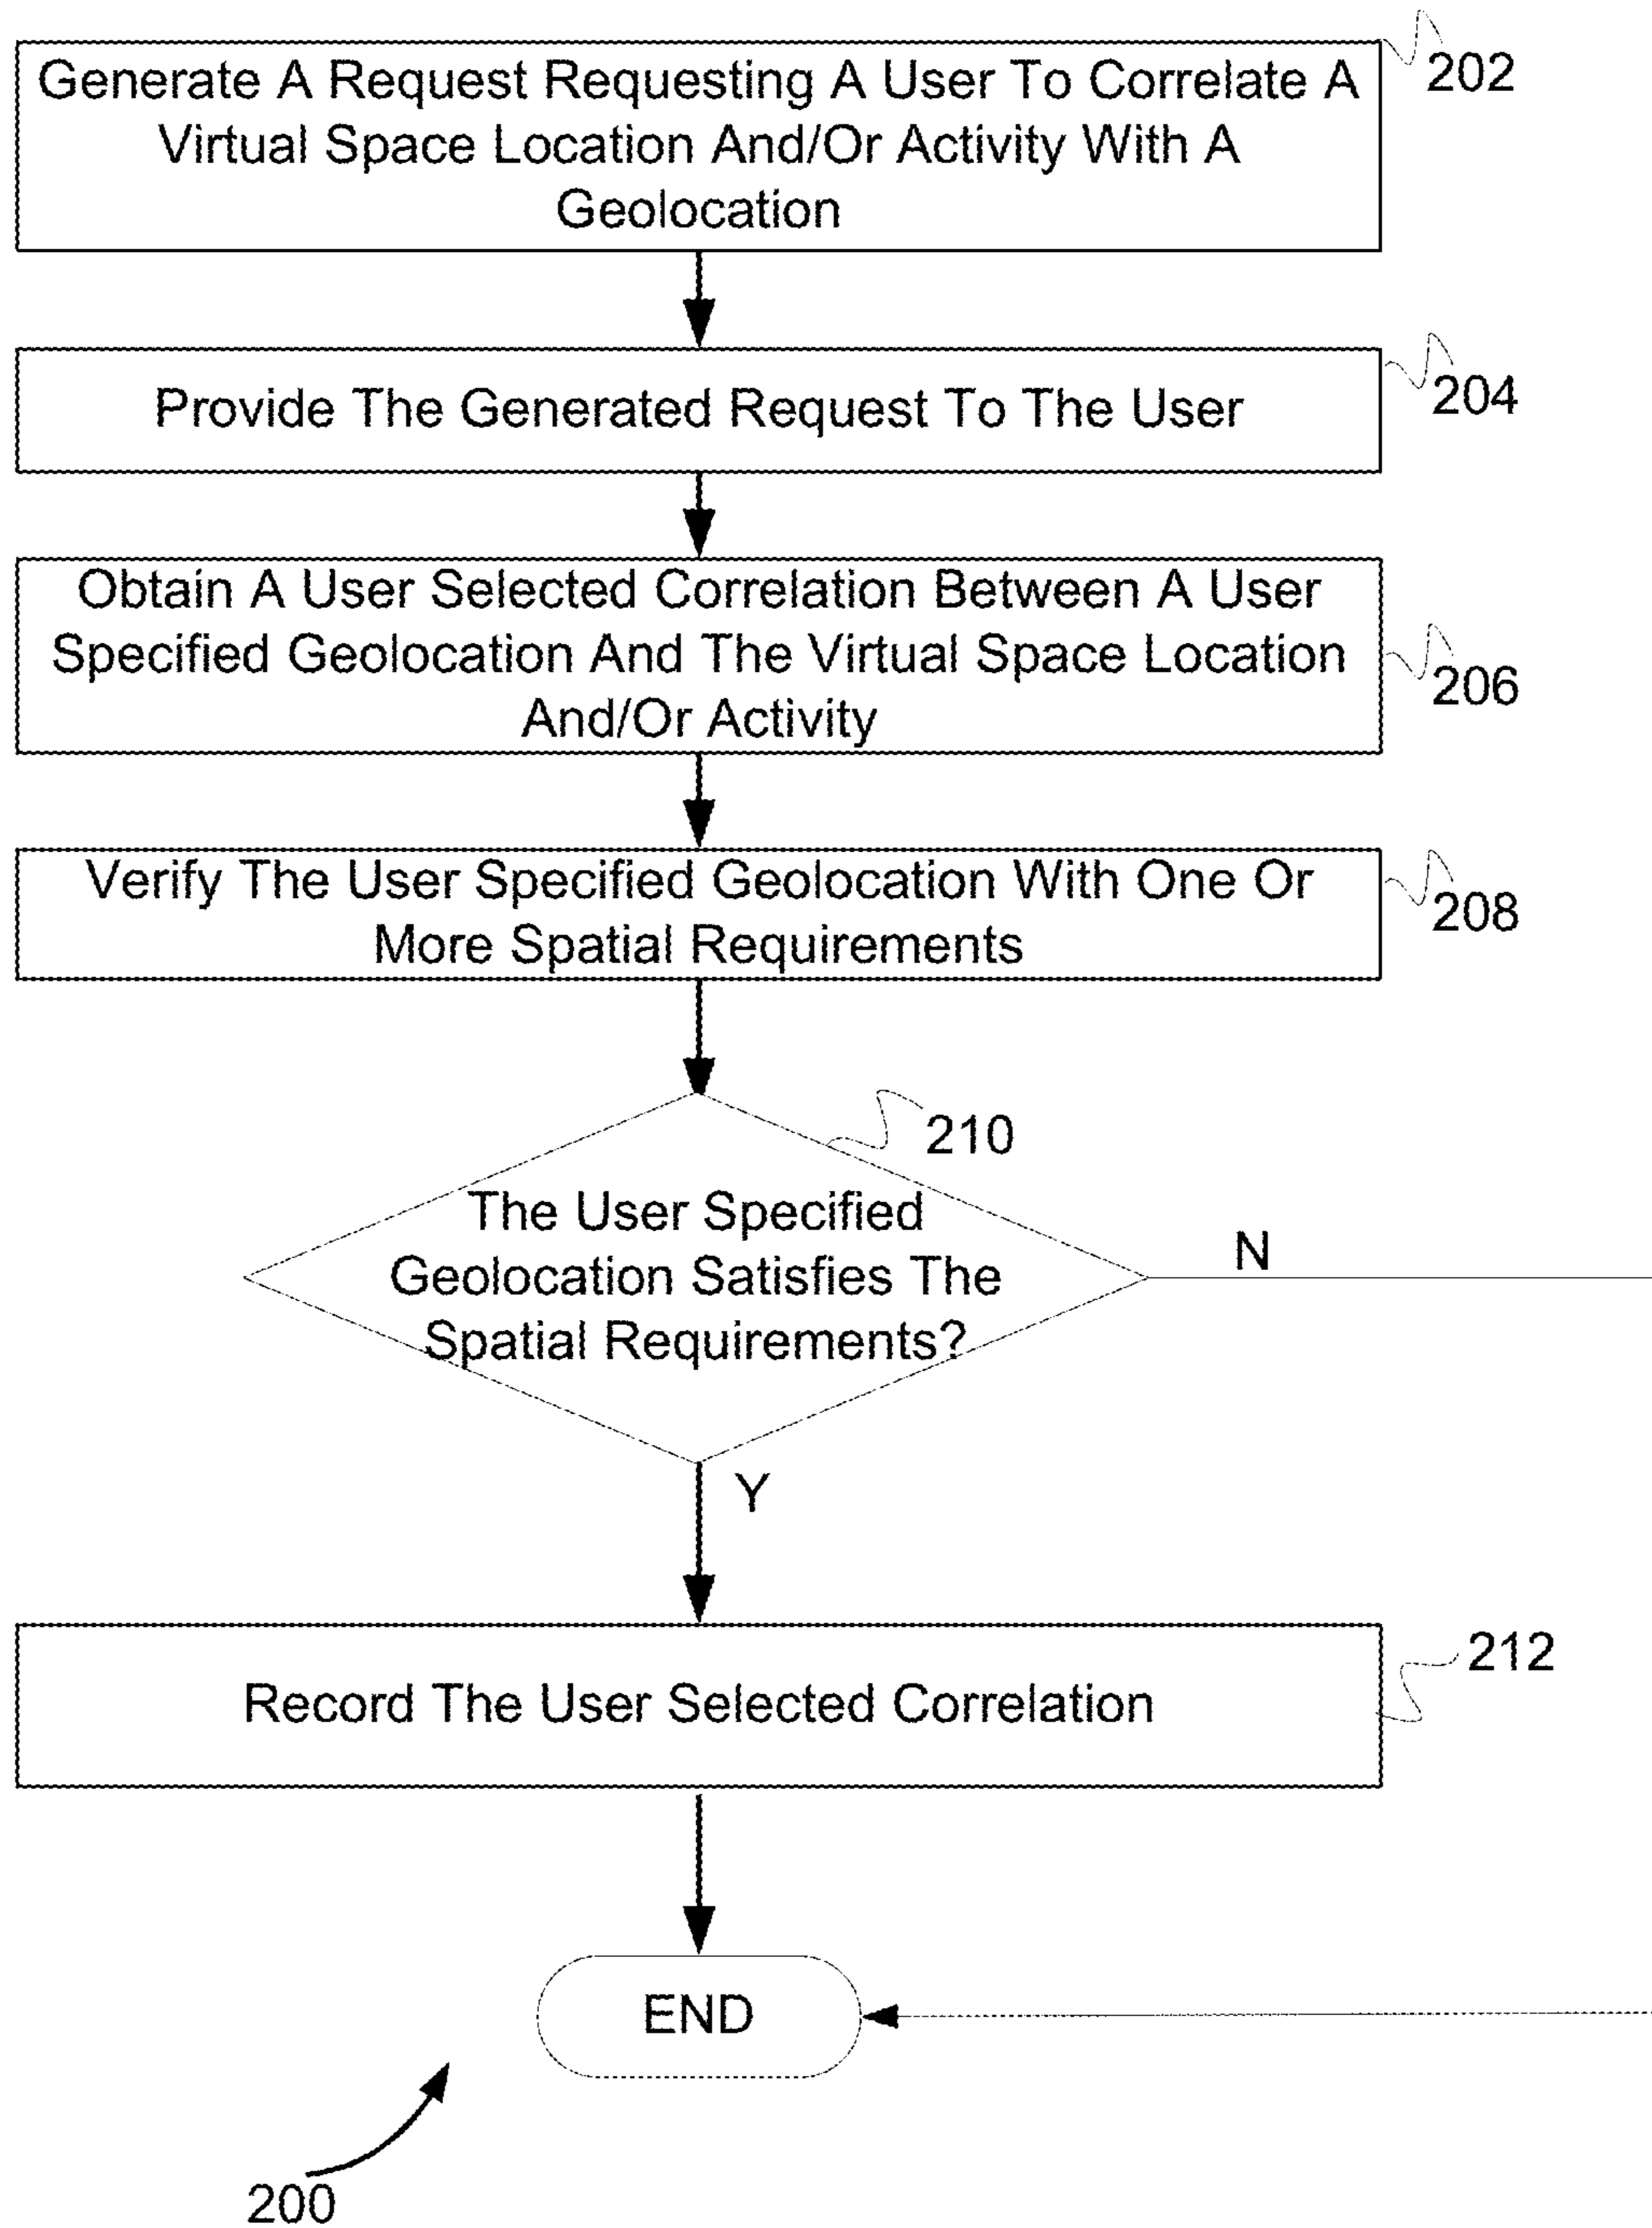 Generate A Request Requesting A User To Correlate A
Virtual Space Location And/Or Activity With A
Geolocation
202
Provide The Generated Request To The User
204
Obtain A User Selected Correlation Between A User
Specified Geolocation And The Virtual Space Location
And/Or Activity
206
Verify The User Specified Geolocation With One Or
More Spatial Requirements
208
210
The User Specified
Geolocation Satisfies The
Spatial Requirements?
N
Y
212
Record The User Selected Correlation
END
200